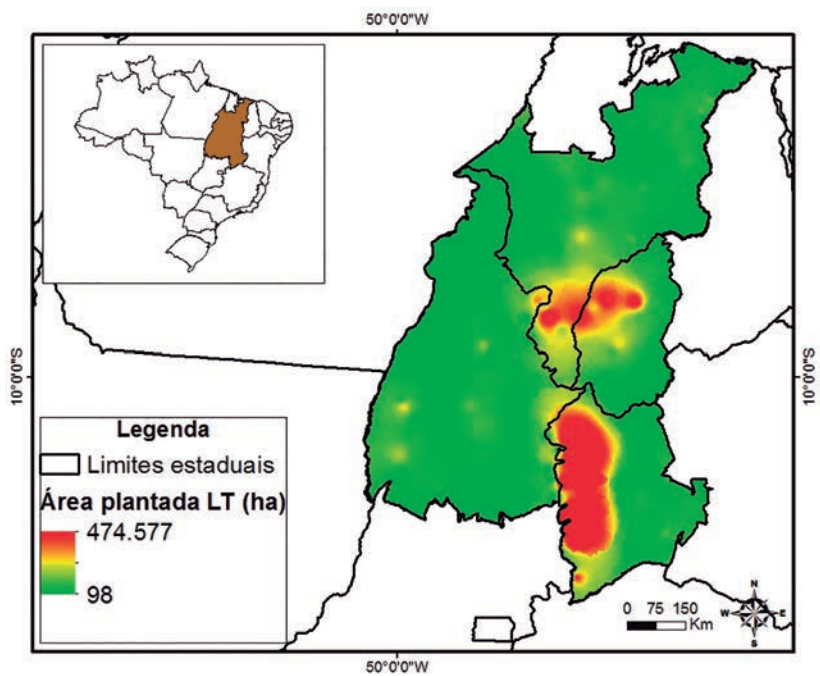 50°0'0"W
10°0'0"S
10°0'0"S
Legenda
Limites estaduais
Área plantada LT (ha)
474.577
98
N
W E
S
0 75 150
Km
50°0'0"W